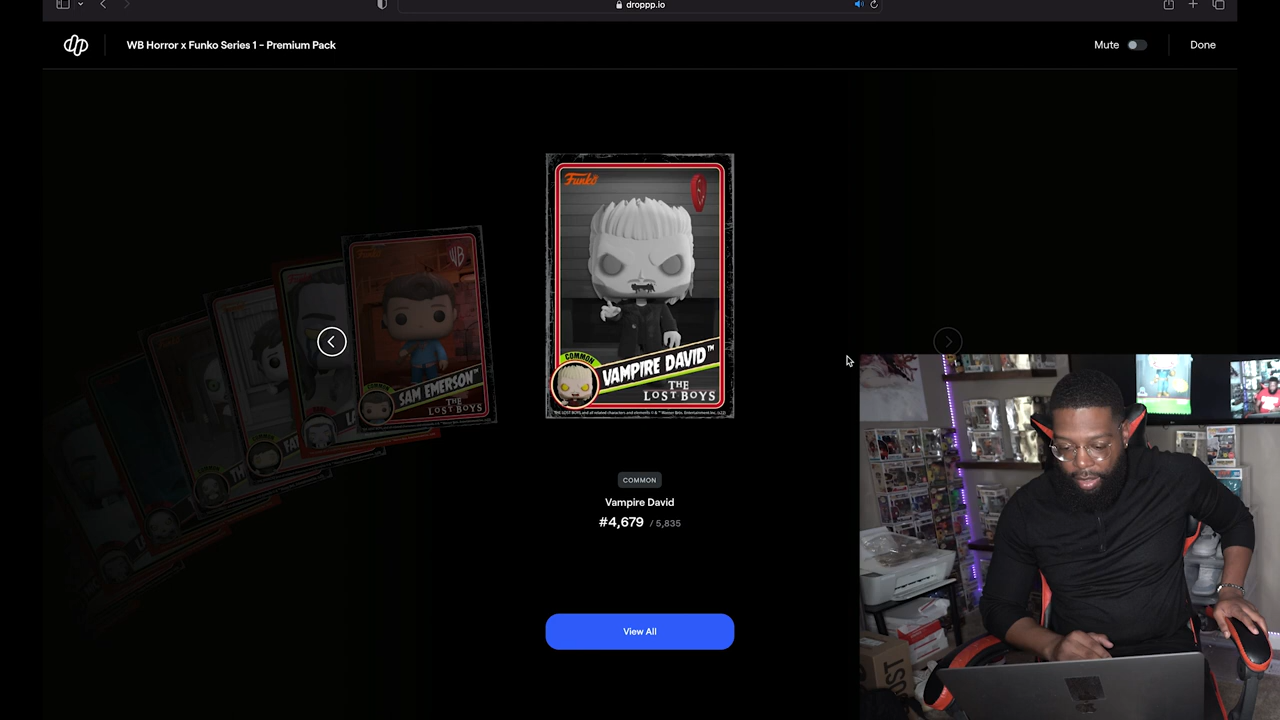 droppp.io
WB Horror x Funko Series 1 - Premium Pack
Mute
Done
Funko
COMMON
VAMPIRE DAVID™
THE
LOST BOYS
WB
SAM EMERSON™
THE
LOST BOYS
COMMON
Vampire David
#4,679 / 5,835
View All